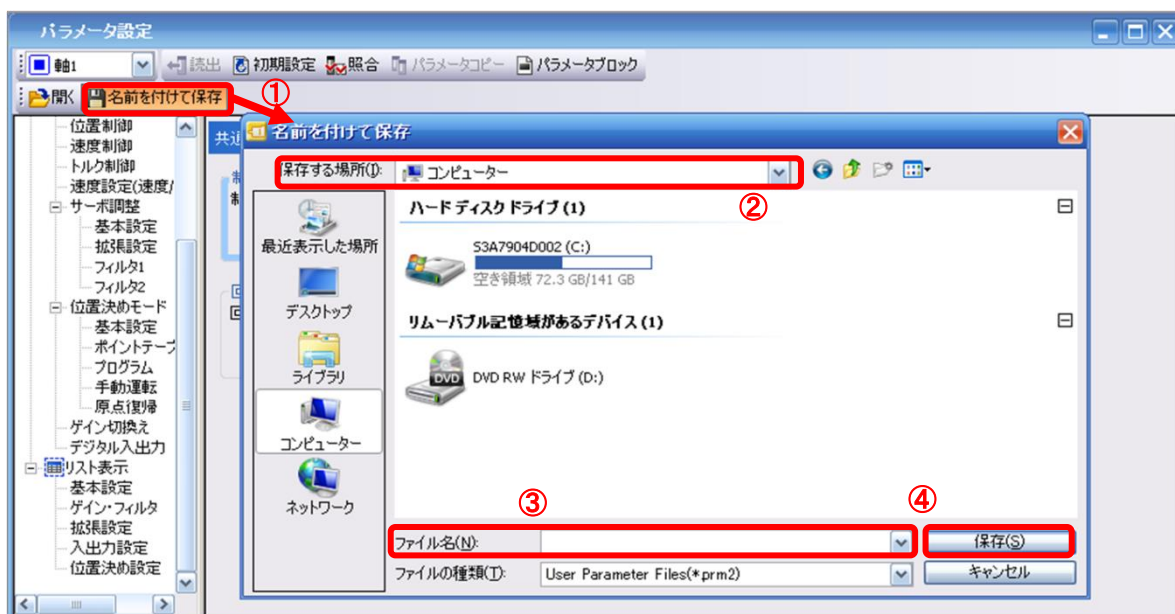 パラメータ設定
軸1 読出 初期設定 照合 パラメータコピー パラメータブロック
開く 名前を付けて保存 ①
位置制御
速度制御
トルク制御
速度設定(速度/
サーボ調整
基本設定
拡張設定
フィルタ1
フィルタ2
位置決めモード
基本設定
ポイントテーブ
プログラム
手動運転
原点復帰
ゲイン切換え
デジタル入出力
リスト表示
基本設定
ゲイン・フィルタ
拡張設定
入出力設定
位置決め設定
共通
名前を付けて保存
保存する場所(I): コンピューター
②
最近表示した場所
デスクトップ
ライブラリ
コンピューター
ネットワーク
ハード ディスク ドライブ (1)
S3A7904D002 (C:)
空き領域 72.3 GB/141 GB
リムーバブル記憶域があるデバイス (1)
DVD
DVD RW ドライブ (D:)
③ ④
ファイル名(N): 保存(S)
ファイルの種類(T): User Parameter Files(*prm2) キャンセル